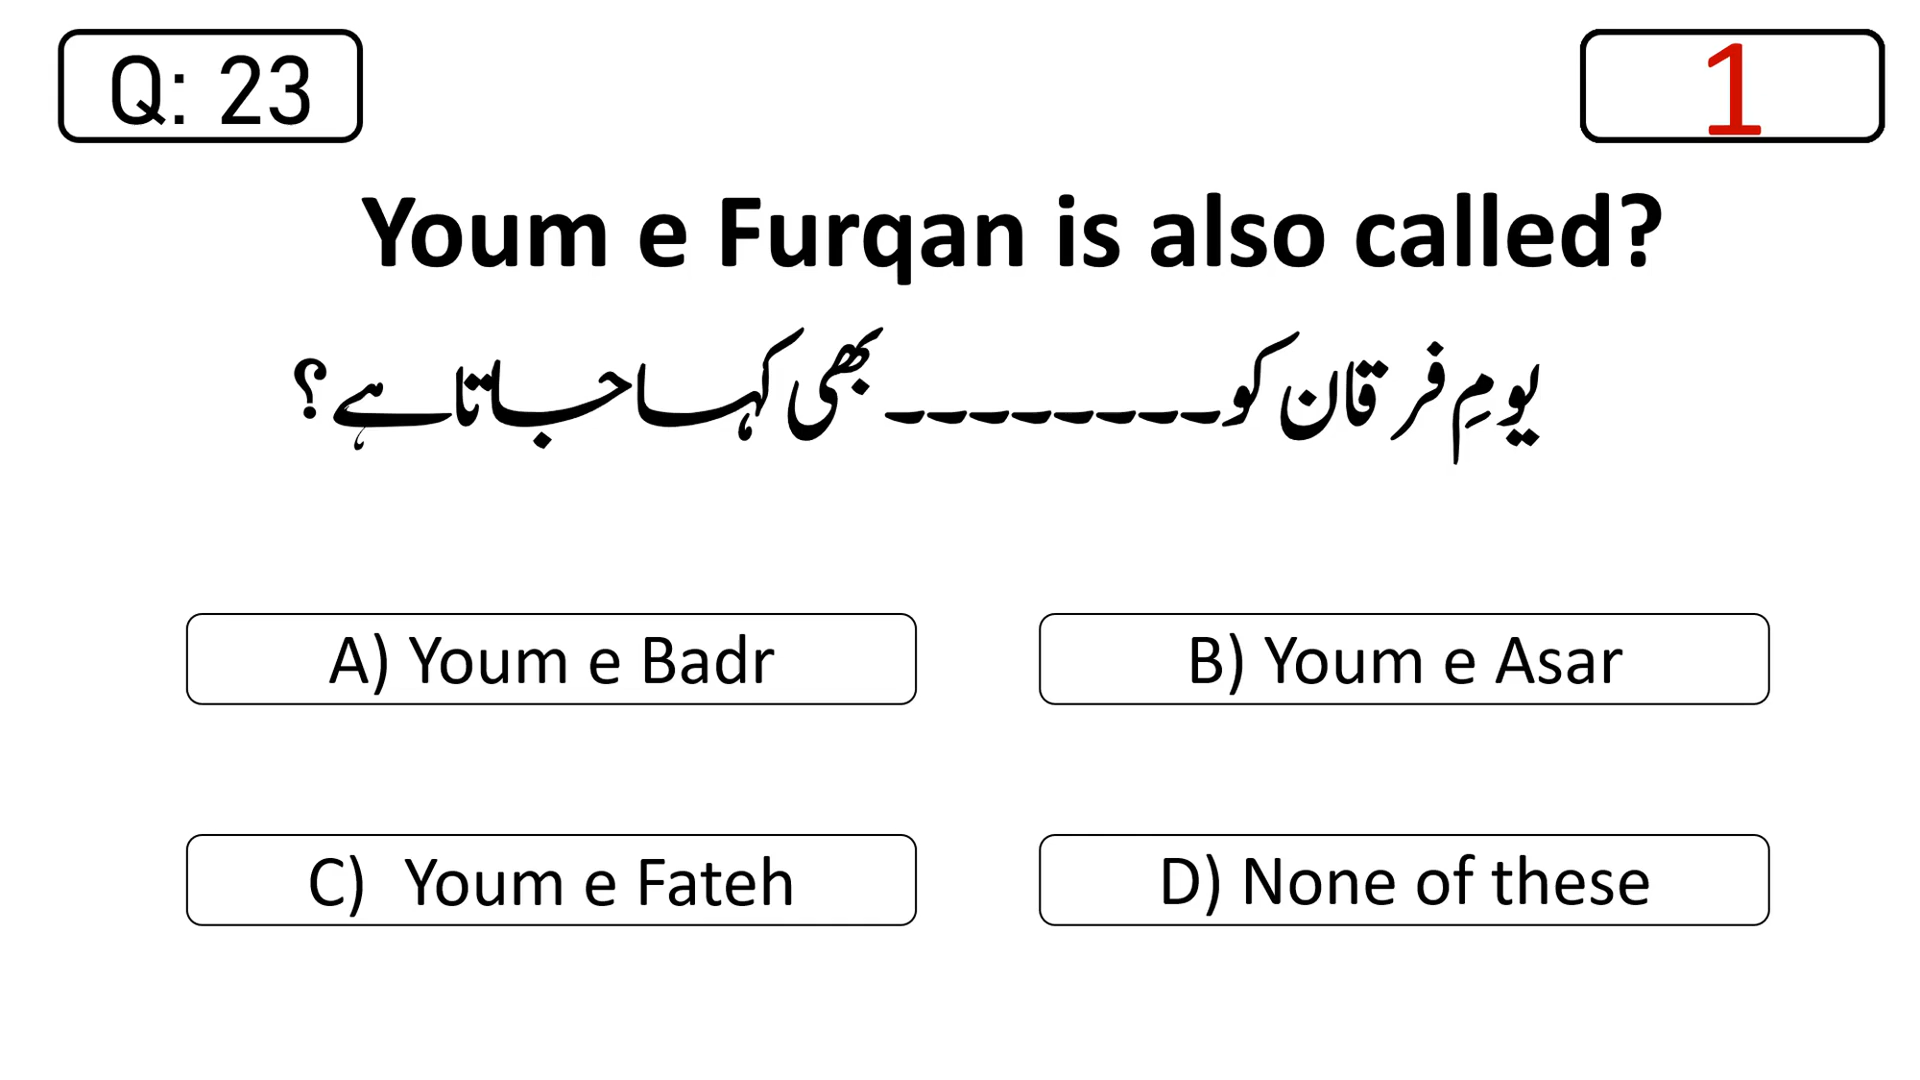 Q: 23
1
Youm e Furqan is also called?
یومِ فرقان کو۔۔۔۔۔۔۔۔ بھی کہا جاتا ہے؟
A) Youm e Badr
B) Youm e Asar
C) Youm e Fateh
D) None of these